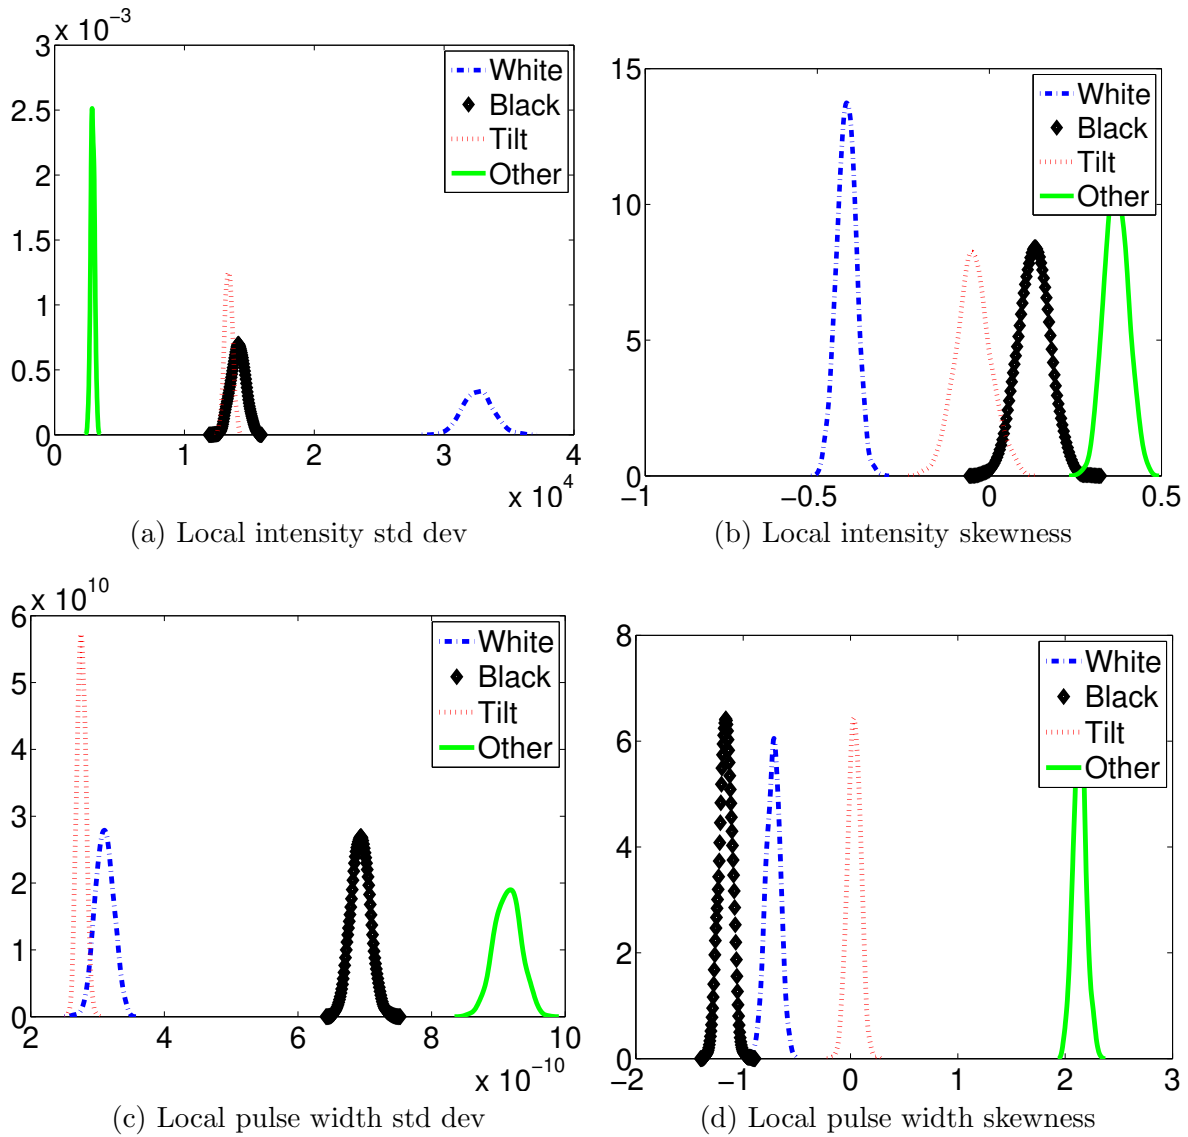 x 10⁻³
3
2.5
2
1.5
1
0.5
0
0 1 2 3 4
x 10⁴
White
Black
Tilt
Other
(a) Local intensity std dev
15
10
5
0
-1 -0.5 0 0.5
White
Black
Tilt
Other
(b) Local intensity skewness
x 10¹⁰
6
5
4
3
2
1
0
2 4 6 8 10
x 10⁻¹⁰
White
Black
Tilt
Other
(c) Local pulse width std dev
8
6
4
2
0
-2 -1 0 1 2 3
White
Black
Tilt
Other
(d) Local pulse width skewness